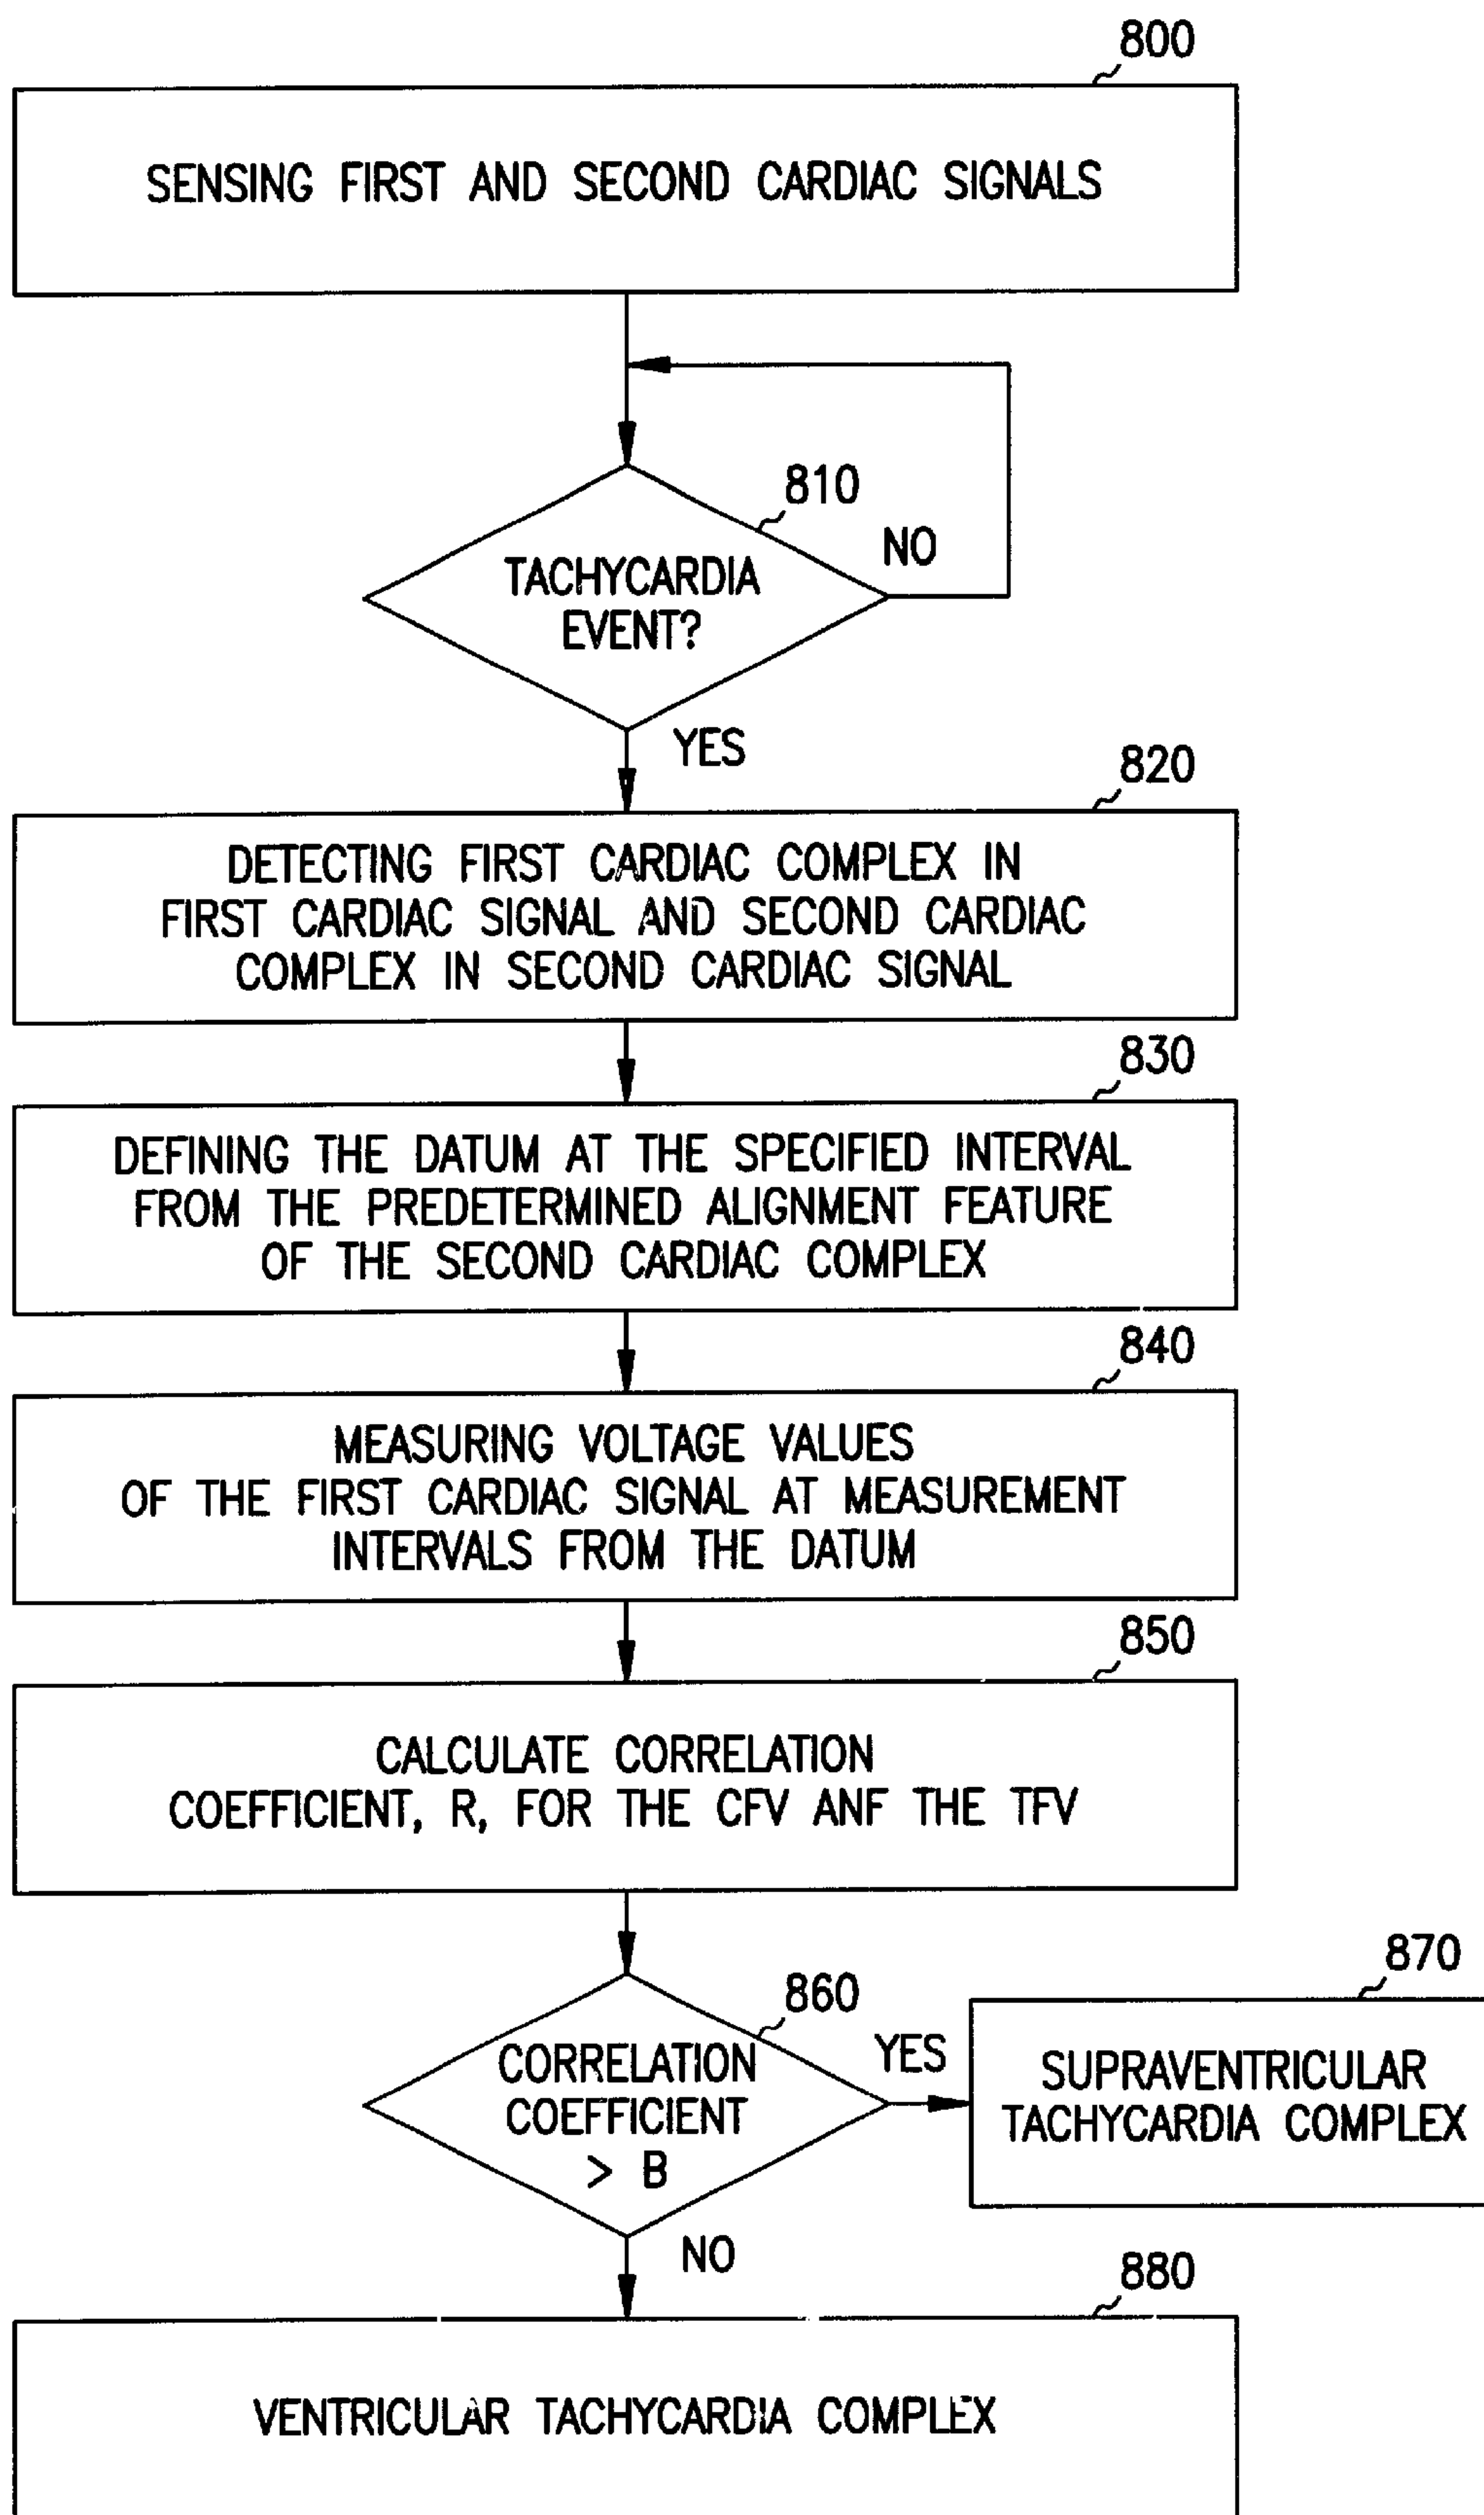 800
SENSING FIRST AND SECOND CARDIAC SIGNALS
810
NO
TACHYCARDIA
EVENT?
YES
820
DETECTING FIRST CARDIAC COMPLEX IN
FIRST CARDIAC SIGNAL AND SECOND CARDIAC
COMPLEX IN SECOND CARDIAC SIGNAL
830
DEFINING THE DATUM AT THE SPECIFIED INTERVAL
FROM THE PREDETERMINED ALIGNMENT FEATURE
OF THE SECOND CARDIAC COMPLEX
840
MEASURING VOLTAGE VALUES
OF THE FIRST CARDIAC SIGNAL AT MEASUREMENT
INTERVALS FROM THE DATUM
850
CALCULATE CORRELATION
COEFFICIENT, R, FOR THE CFV ANF THE TFV
860
CORRELATION
COEFFICIENT
> B
YES
870
SUPRAVENTRICULAR
TACHYCARDIA COMPLEX
NO
880
VENTRICULAR TACHYCARDIA COMPLEX